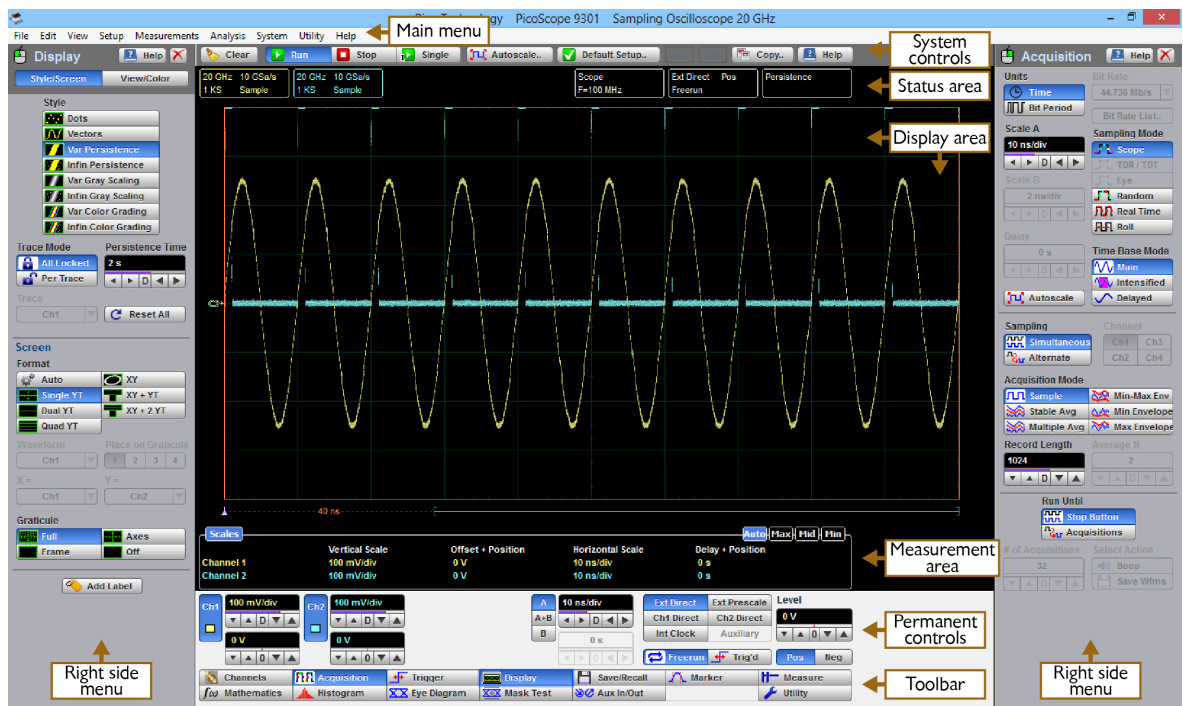 Pico Technology PicoScope 9301 Sampling Oscilloscope 20 GHz
File Edit View Setup Measurements Analysis System Utility Help
Main menu
Display Help
Clear Run Stop Single Autoscale.. Default Setup.. Copy.. Help
System controls
Acquisition Help
Style/Screen View/Color
20 GHz 10 GSa/s
1 KS Sample
20 GHz 10 GSa/s
1 KS Sample
Scope
F=100 MHz
Ext Direct Pos
Freerun
Persistence
Status area
Display area
Style
Dots
Vectors
Var Persistence
Infin Persistence
Var Gray Scaling
Infin Gray Scaling
Var Color Grading
Infin Color Grading
Trace Mode Persistence Time
All Locked 2 s
Per Trace D
Trace
Ch1 Reset All
Screen
Format
Auto XY
Single YT XY + YT
Dual YT XY + 2 YT
Quad YT
Waveform Place on Graticule
Ch1 1 2 3 4
X = Y =
Ch1 Ch2
Graticule
Full Axes
Frame Off
Add Label
Right side menu
C3+
40 ns
Scales Auto Max Mid Min
Vertical Scale Offset + Position Horizontal Scale Delay + Position
Channel 1 100 mV/div 0 V 10 ns/div 0 s
Channel 2 100 mV/div 0 V 10 ns/div 0 s
Measurement area
Ch1 100 mV/div Ch2 100 mV/div A 10 ns/div Ext Direct Ext Prescale Level
D D A+B D Ch1 Direct Ch2 Direct 0 V
0 V 0 V B 0 s Int Clock Auxiliary 0
0 0 0 Freerun Trig'd Pos Neg
Permanent controls
Channels Acquisition Trigger Display Save/Recall Marker Measure
Mathematics Histogram Eye Diagram Mask Test Aux In/Out Utility
Toolbar
Units Bit Rate
Time 44.736 Mb/s
Bit Period Bit Rate List..
Scale A Sampling Mode
10 ns/div Scope
D TDR / TDT
Scale B Eye
2 ns/div Random
D Real Time
Delay Roll
0 s Time Base Mode
D Main
Intensified
Autoscale Delayed
Sampling Channel
Simultaneous Ch1 Ch3
Alternate Ch2 Ch4
Acquisition Mode
Sample Min-Max Env
Stable Avg Min Envelope
Multiple Avg Max Envelope
Record Length Average N
1024 2
D D
Run Until
Stop Button
Acquisitions
# of Acquisitions Select Action
32 Beep
D Save Wfms
Right side menu